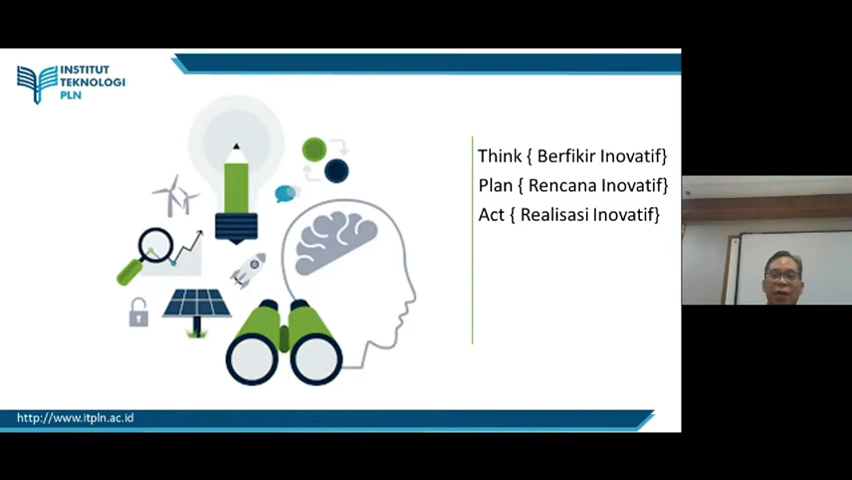 INSTITUT
TEKNOLOGI
PLN
Think { Berfikir Inovatif}
Plan { Rencana Inovatif}
Act { Realisasi Inovatif}
http://www.itpln.ac.id